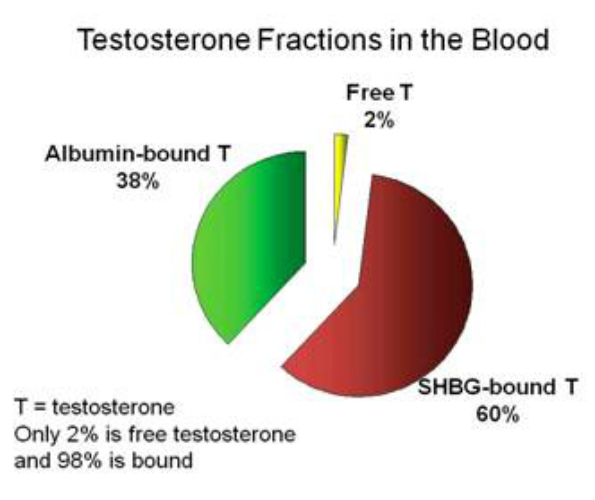 Testosterone Fractions in the Blood
Free T
2%
Albumin-bound T
38%
SHBG-bound T
60%
T = testosterone
Only 2% is free testosterone
and 98% is bound